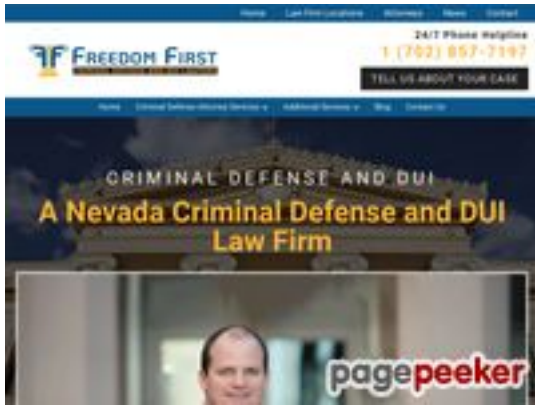 Home Law Firm Locations Attorneys News Contact
24/7 Phone Helpline
1 (702) 857-7197
FREEDOM FIRST
TELL US ABOUT YOUR CASE
Home Criminal Defense Attorney Services Additional Services Blog Contact Us
CRIMINAL DEFENSE AND DUI
A Nevada Criminal Defense and DUI
Law Firm
pagepeeker